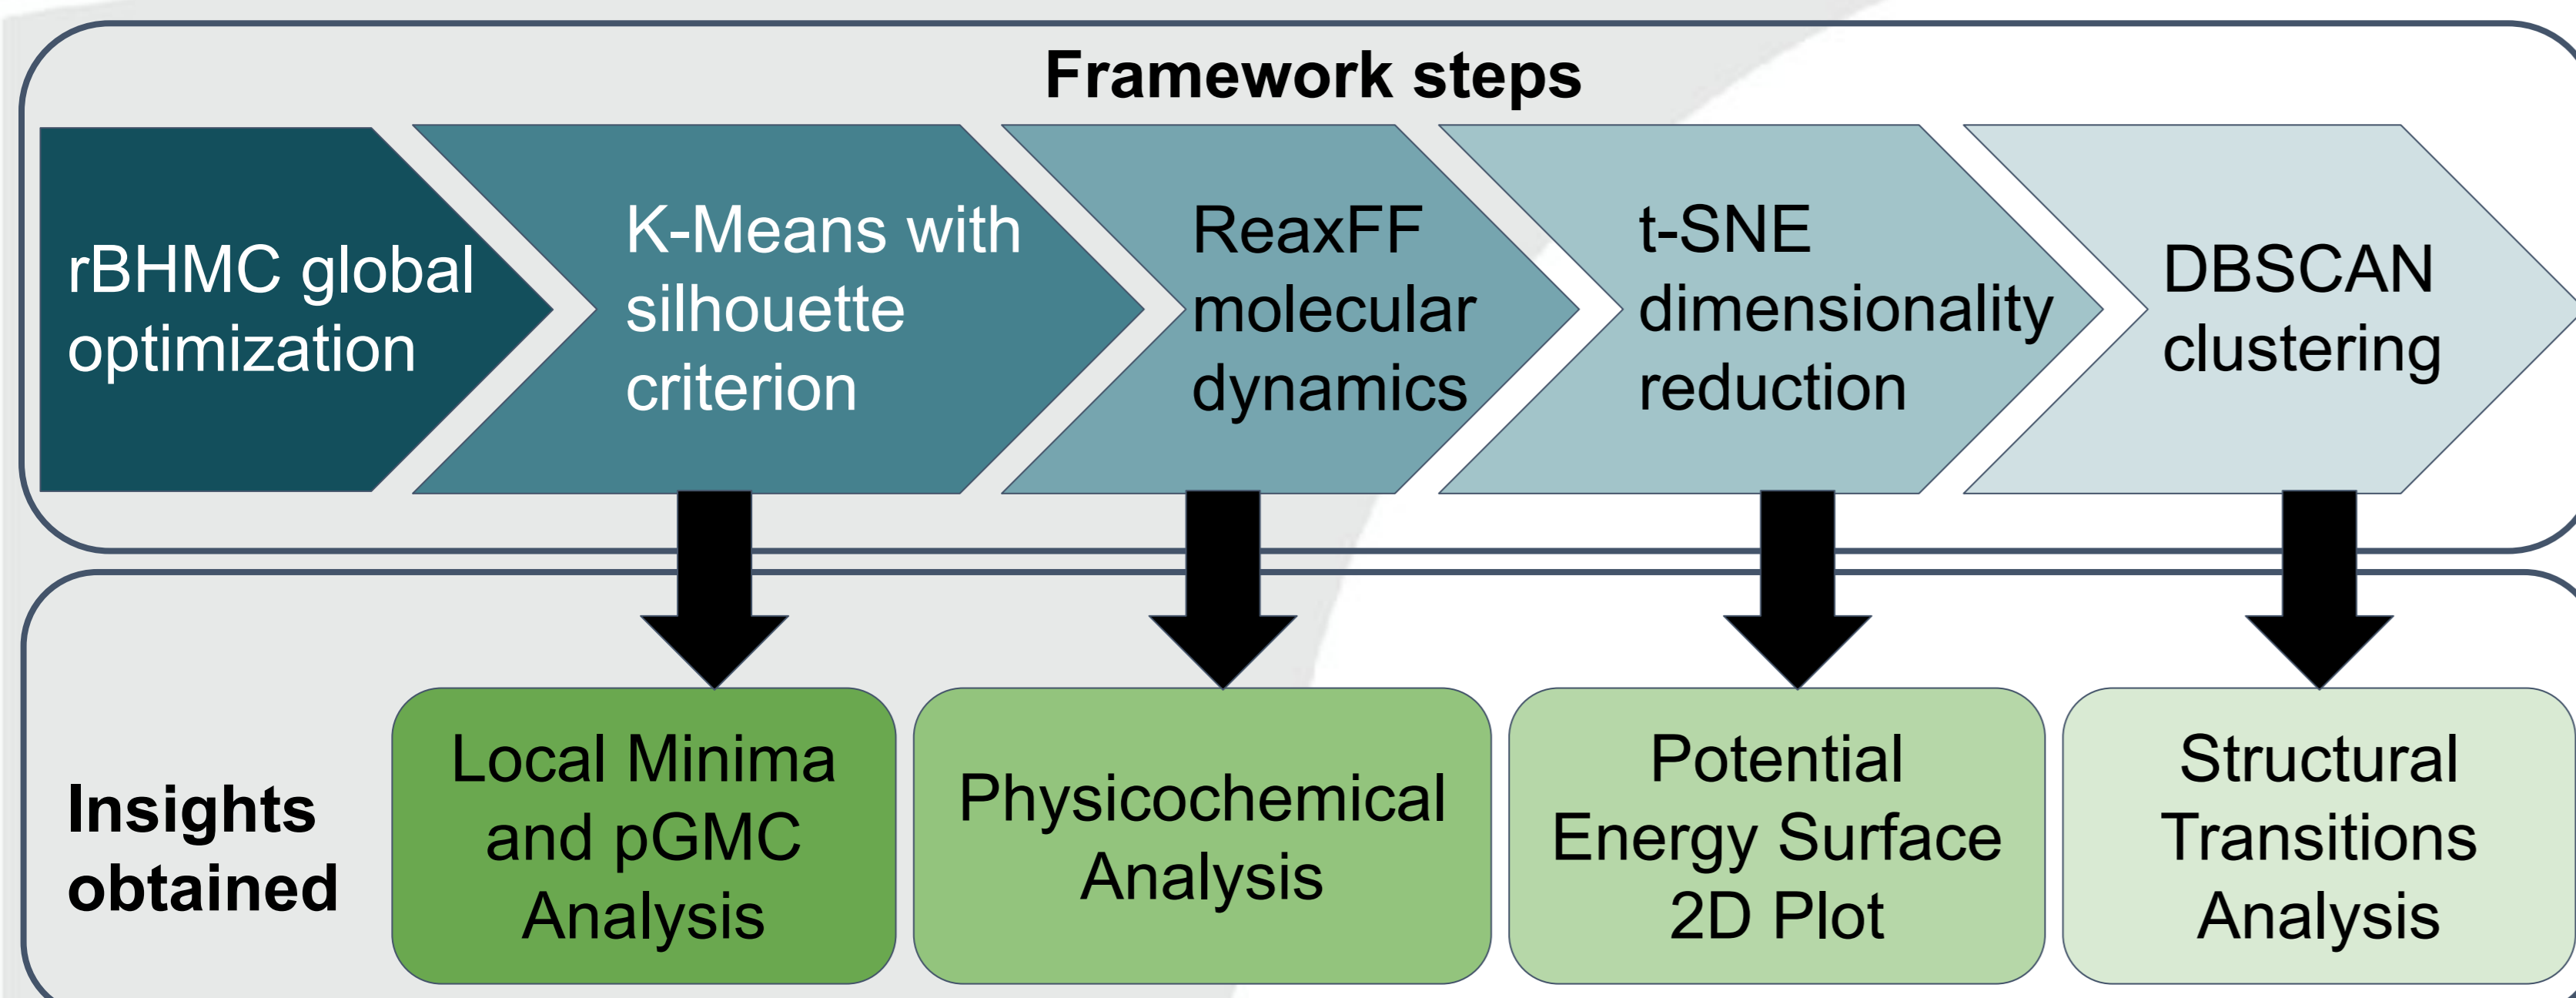 Framework steps
rBHMC global
optimization
K-Means with
silhouette
criterion
ReaxFF
molecular
dynamics
t-SNE
dimensionality
reduction
DBSCAN
clustering
Insights
obtained
Local Minima
and pGMC
Analysis
Physicochemical
Analysis
Potential
Energy Surface
2D Plot
Structural
Transitions
Analysis